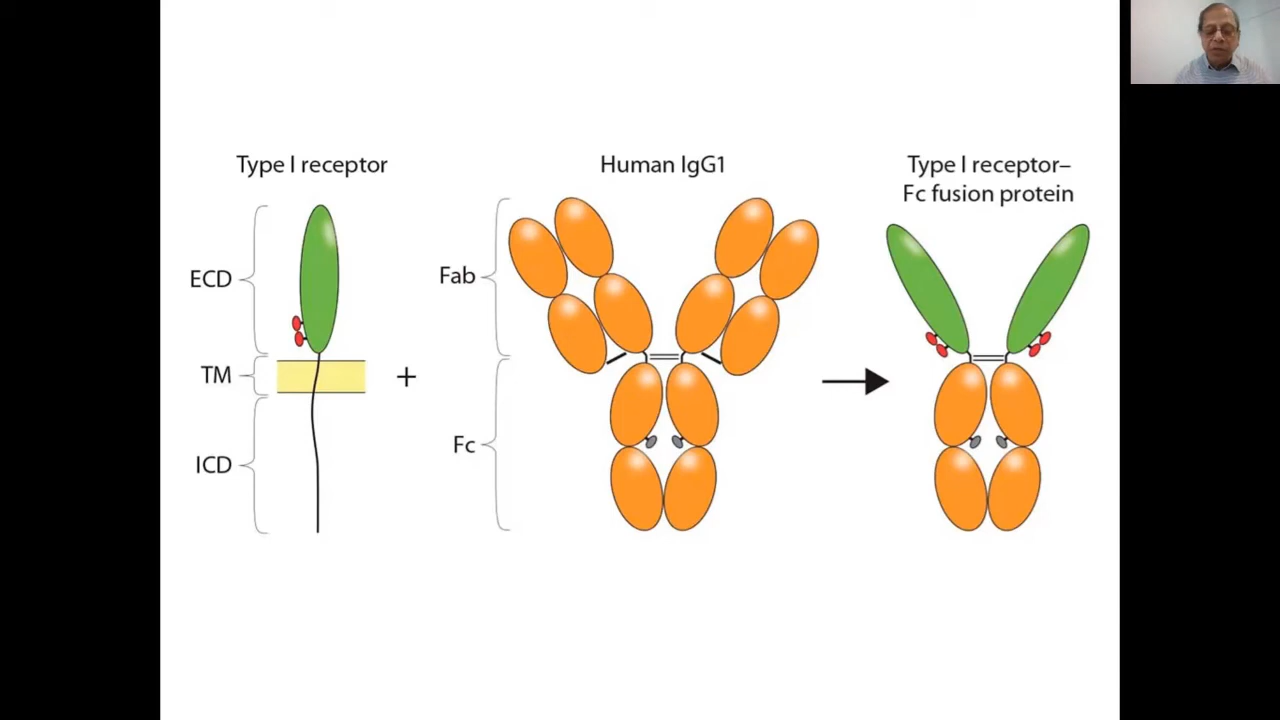 Type I receptor
ECD
TM
ICD
+
Human IgG1
Fab
Fc
Type I receptor–
Fc fusion protein